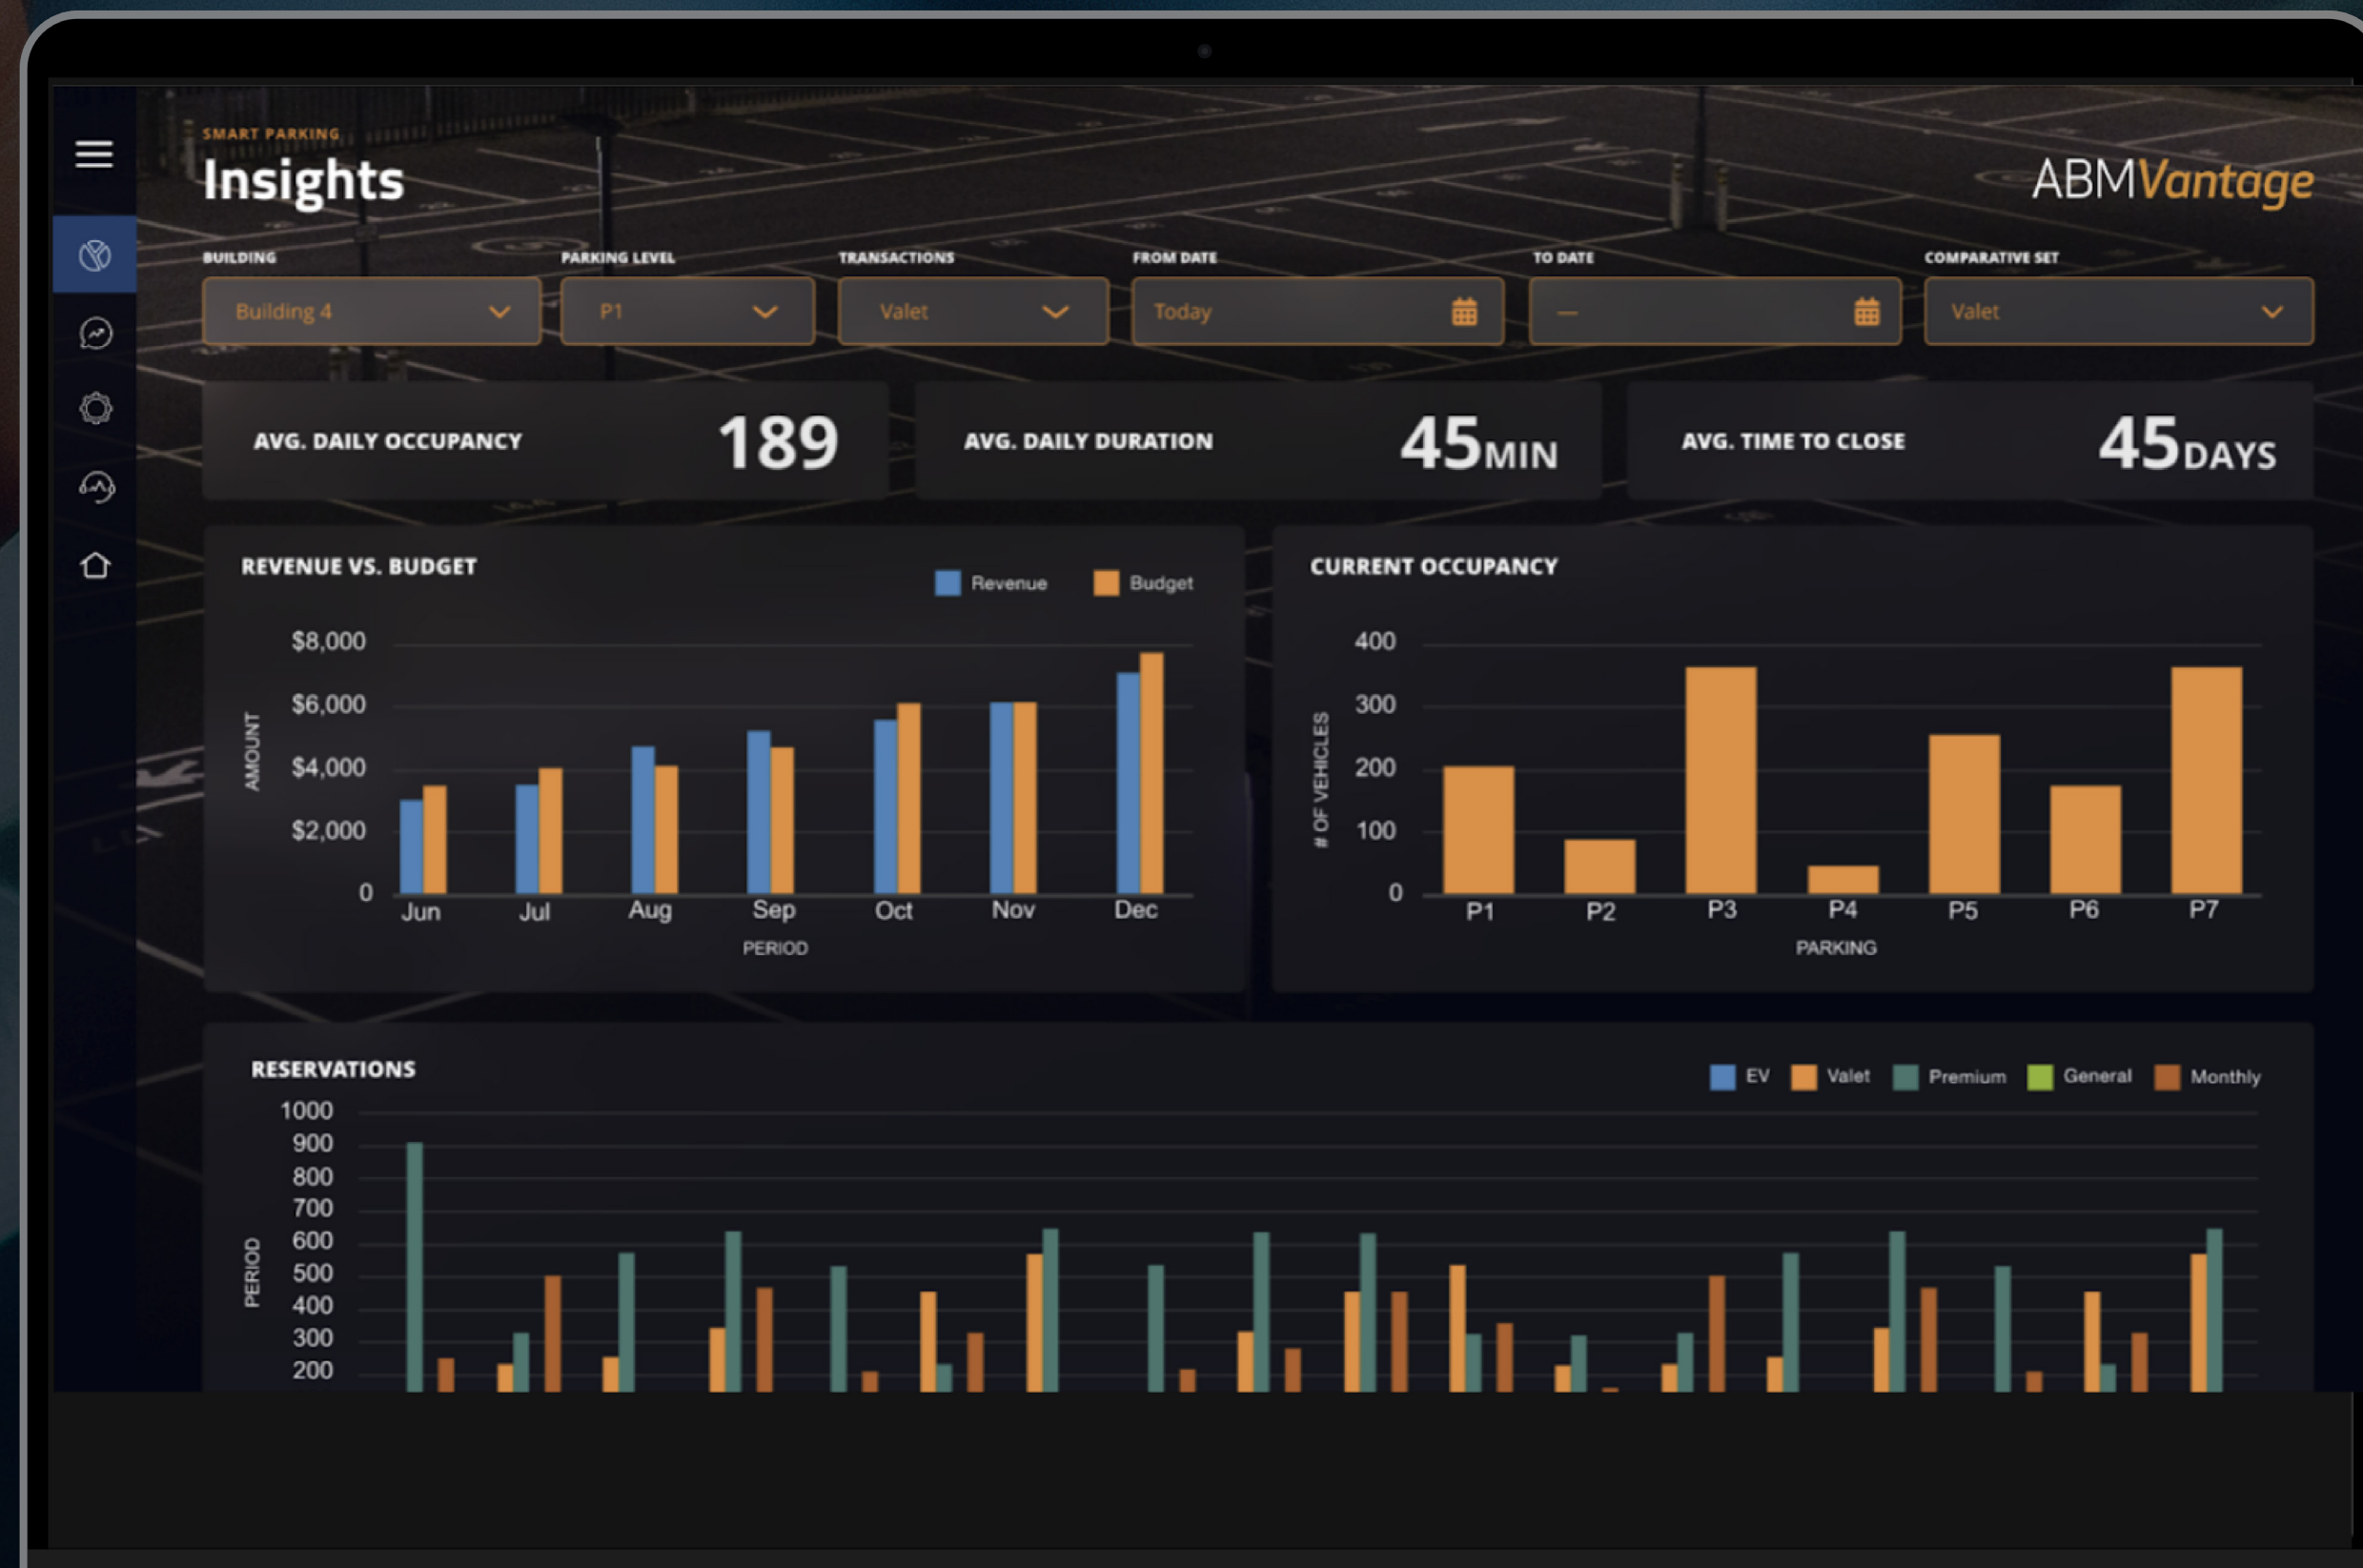 SMART PARKING
Insights
ABMVantage
BUILDING PARKING LEVEL TRANSACTIONS FROM DATE TO DATE COMPARATIVE SET
Building 4 P1 Valet Today — Valet
AVG. DAILY OCCUPANCY 189 AVG. DAILY DURATION 45MIN AVG. TIME TO CLOSE 45DAYS
REVENUE VS. BUDGET
Revenue Budget
$8,000
$6,000
$4,000
$2,000
0
AMOUNT
Jun Jul Aug Sep Oct Nov Dec
PERIOD
CURRENT OCCUPANCY
400
300
200
100
0
# OF VEHICLES
P1 P2 P3 P4 P5 P6 P7
PARKING
RESERVATIONS
EV Valet Premium General Monthly
1000
900
800
700
600
500
400
300
200
PERIOD